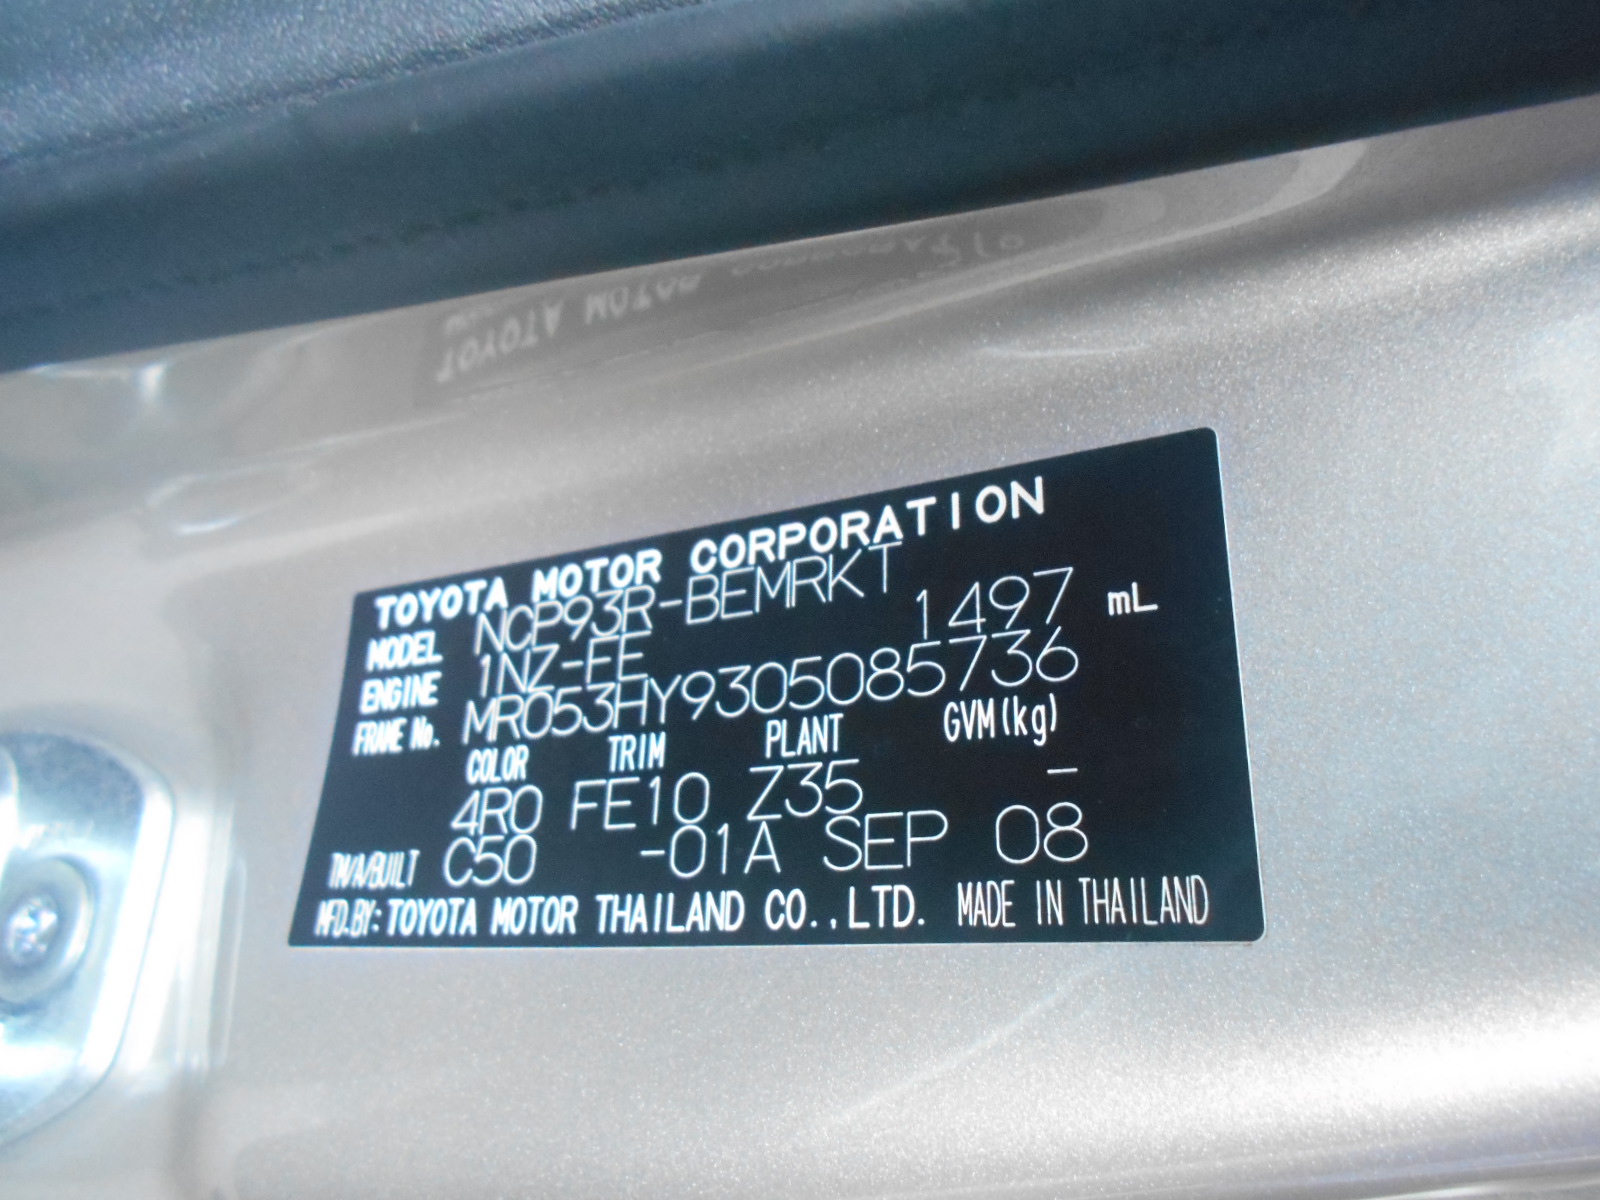 TOYOTA MOTOR CORPORATION
MODEL NCP93R-BEMRKT
ENGINE 1NZ-FE 1497 mL
FRAME No. MR053HY9305085736
COLOR TRIM PLANT GVM(kg)
4R0 FE10 Z35 -
TM/A/BUILT C50 -01A SEP 08
MFD.BY: TOYOTA MOTOR THAILAND CO.,LTD. MADE IN THAILAND